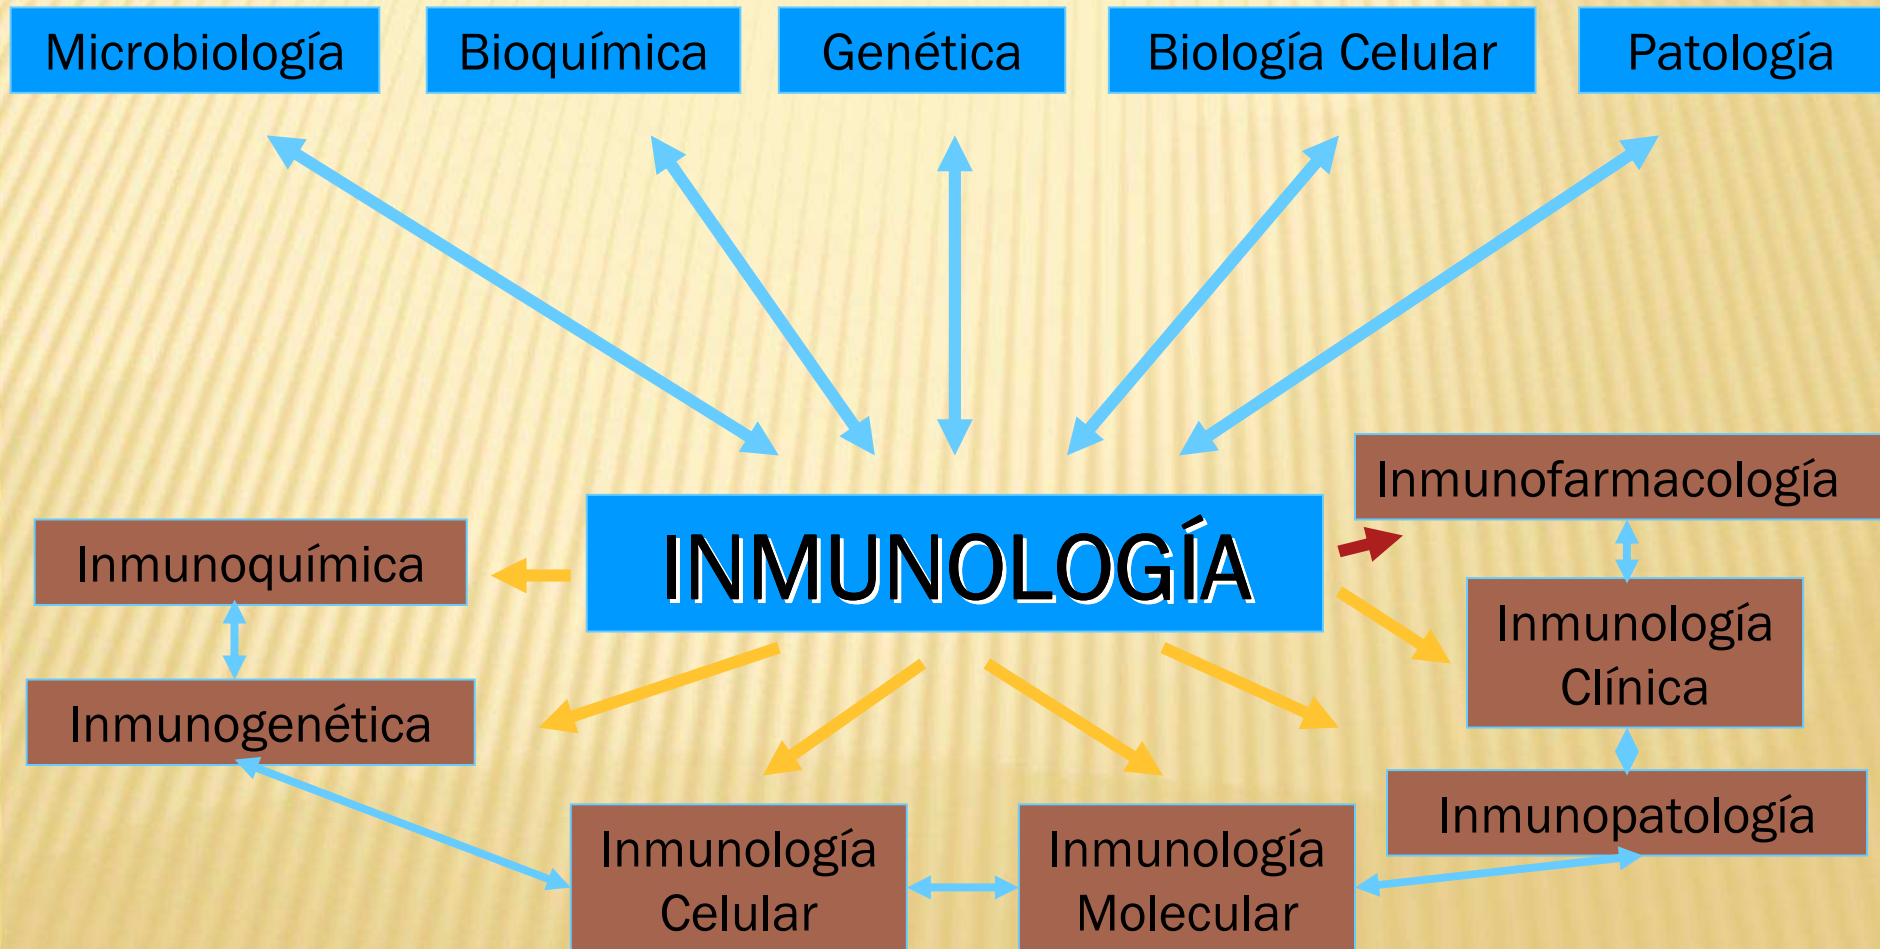 Microbiología
Bioquímica
Genética
Biología Celular
Patología
INMUNOLOGÍA
Inmunofarmacología
Inmunoquímica
Inmunología
Clínica
Inmunogenética
Inmunopatología
Inmunología
Celular
Inmunología
Molecular